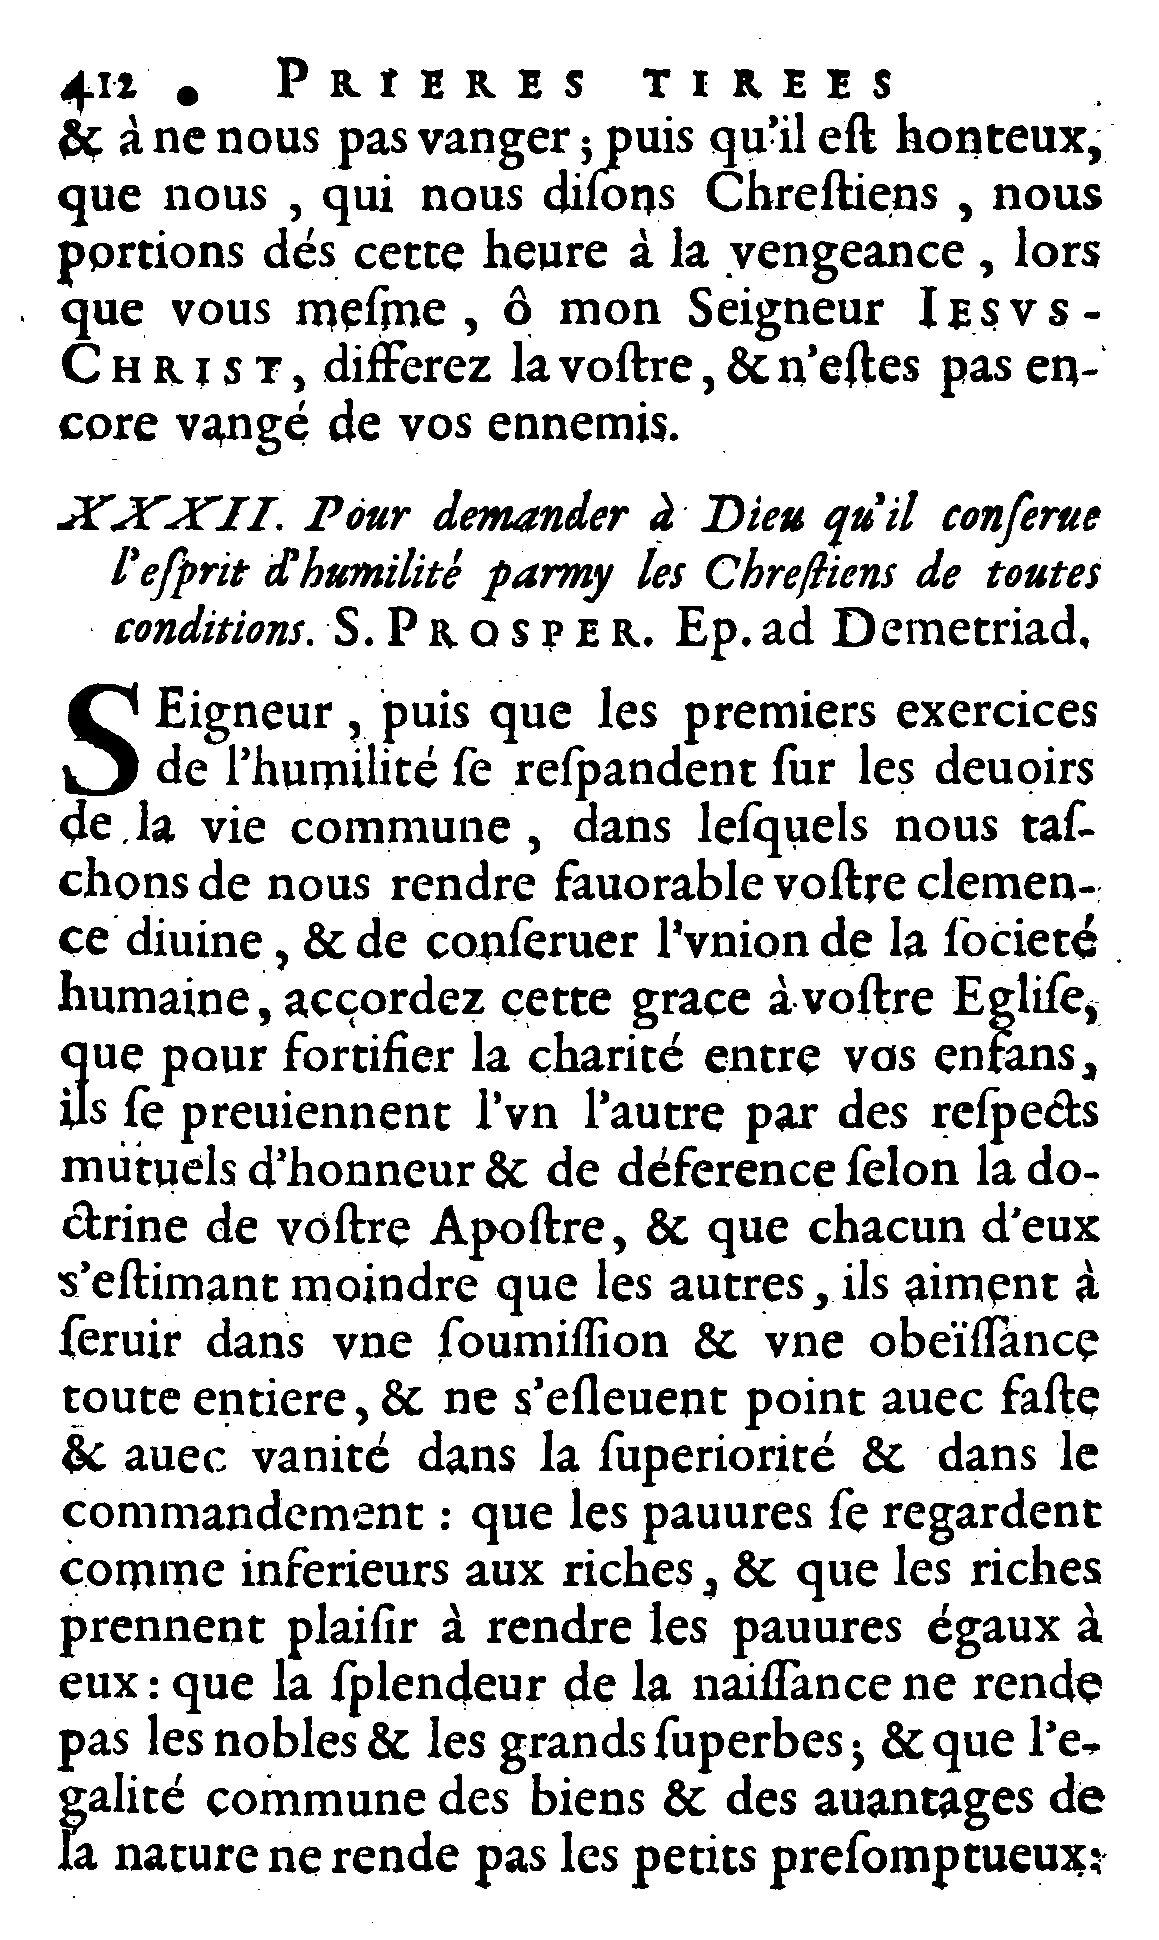 412 . PRIERES TIREES
& à ne nous pas vanger ; puis qu'il eſt honteux,
que nous , qui nous diſons Chreſtiens , nous
portions dés cette heure à la vengeance , lors
que vous meſme , ô mon Seigneur IESVS-
CHRIST, differez la voſtre , & n'eſtes pas en-
core vangé de vos ennemis.
XXXII. Pour demander à Dieu qu'il conſerue
l'eſprit d'humilité parmy les Chreſtiens de toutes
conditions. S. PROSPER. Ep. ad Demetriad.
SEigneur , puis que les premiers exercices
de l'humilité ſe reſpandent ſur les deuoirs
de la vie commune , dans leſquels nous taſ-
chons de nous rendre fauorable voſtre clemen-
ce diuine , & de conſeruer l'vnion de la ſocieté
humaine , accordez cette grace à voſtre Egliſe,
que pour fortifier la charité entre vos enfans,
ils ſe preuiennent l'vn l'autre par des reſpects
mutuels d'honneur & de déference ſelon la do-
ctrine de voſtre Apoſtre, & que chacun d'eux
s'eſtimant moindre que les autres , ils aiment à
ſeruir dans vne ſoumiſſion & vne obeïſſance
toute entiere , & ne s'eſleuent point auec faſte
& auec vanité dans la ſuperiorité & dans le
commandement : que les pauures ſe regardent
comme inferieurs aux riches , & que les riches
prennent plaiſir à rendre les pauures égaux à
eux : que la ſplendeur de la naiſſance ne rende
pas les nobles & les grands ſuperbes ; & que l'e-
galité commune des biens & des auantages de
la nature ne rende pas les petits preſomptueux: